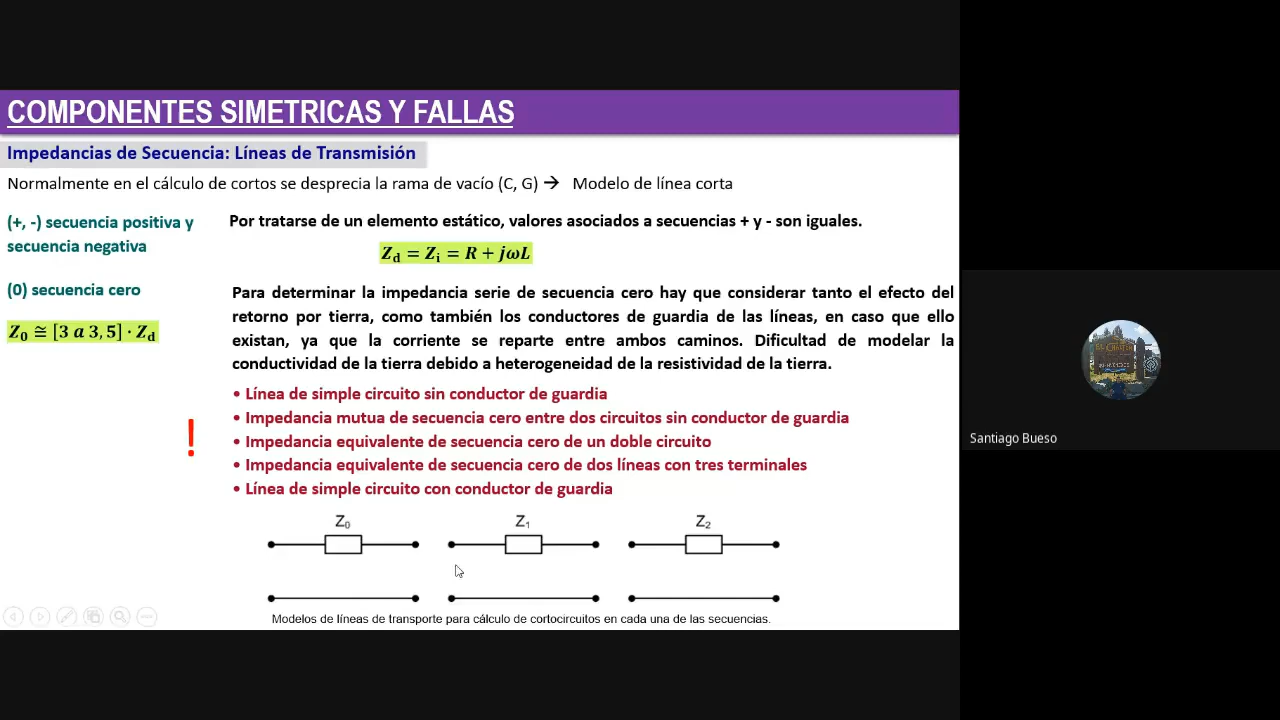 COMPONENTES SIMETRICAS Y FALLAS
Impedancias de Secuencia: Líneas de Transmisión
Normalmente en el cálculo de cortos se desprecia la rama de vacío (C, G) → Modelo de línea corta
(+, -) secuencia positiva y
secuencia negativa
Por tratarse de un elemento estático, valores asociados a secuencias + y - son iguales.
Z_d = Z_i = R + jωL
(0) secuencia cero
Z_0 ≅ [3 a 3,5] · Z_d
Para determinar la impedancia serie de secuencia cero hay que considerar tanto el efecto del
retorno por tierra, como también los conductores de guardia de las líneas, en caso que ello
existan, ya que la corriente se reparte entre ambos caminos. Dificultad de modelar la
conductividad de la tierra debido a heterogeneidad de la resistividad de la tierra.
• Línea de simple circuito sin conductor de guardia
• Impedancia mutua de secuencia cero entre dos circuitos sin conductor de guardia
• Impedancia equivalente de secuencia cero de un doble circuito
• Impedancia equivalente de secuencia cero de dos líneas con tres terminales
• Línea de simple circuito con conductor de guardia
!
Z_0 Z_1 Z_2
Modelos de líneas de transporte para cálculo de cortocircuitos en cada una de las secuencias.
Santiago Bueso